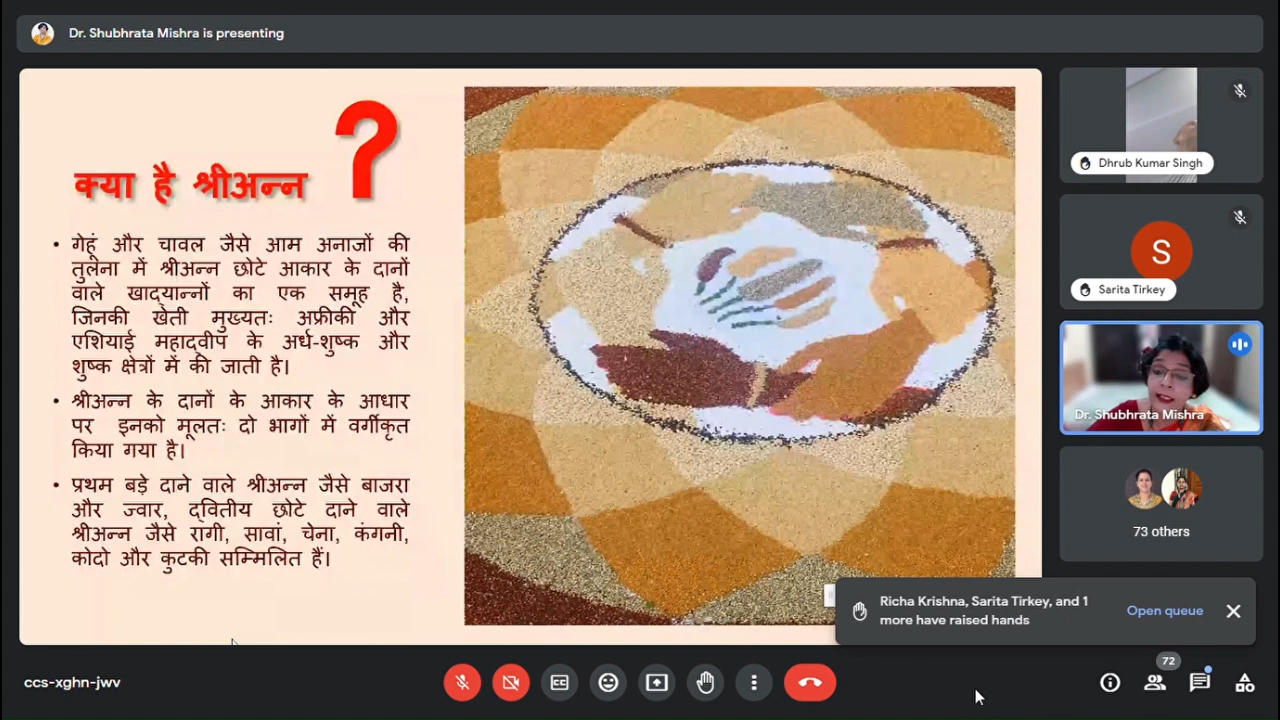 Dr. Shubhrata Mishra is presenting
क्या है श्रीअन्न ?
• गेहूं और चावल जैसे आम अनाजों की
तुलना में श्रीअन्न छोटे आकार के दानों
वाले खाद्यान्नों का एक समूह है,
जिनकी खेती मुख्यतः अफ्रीकी और
एशियाई महाद्वीप के अर्ध-शुष्क और
शुष्क क्षेत्रों में की जाती है।
• श्रीअन्न के दानों के आकार के आधार
पर इनको मूलतः दो भागों में वर्गीकृत
किया गया है।
• प्रथम बड़े दाने वाले श्रीअन्न जैसे बाजरा
और ज्वार, द्वितीय छोटे दाने वाले
श्रीअन्न जैसे रागी, सावां, चेना, कंगनी,
कोदो और कुटकी सम्मिलित हैं।
Dhrub Kumar Singh
S
Sarita Tirkey
Dr. Shubhrata Mishra
73 others
Richa Krishna, Sarita Tirkey, and 1
more have raised hands
Open queue
ccs-xghn-jwv
CC
72